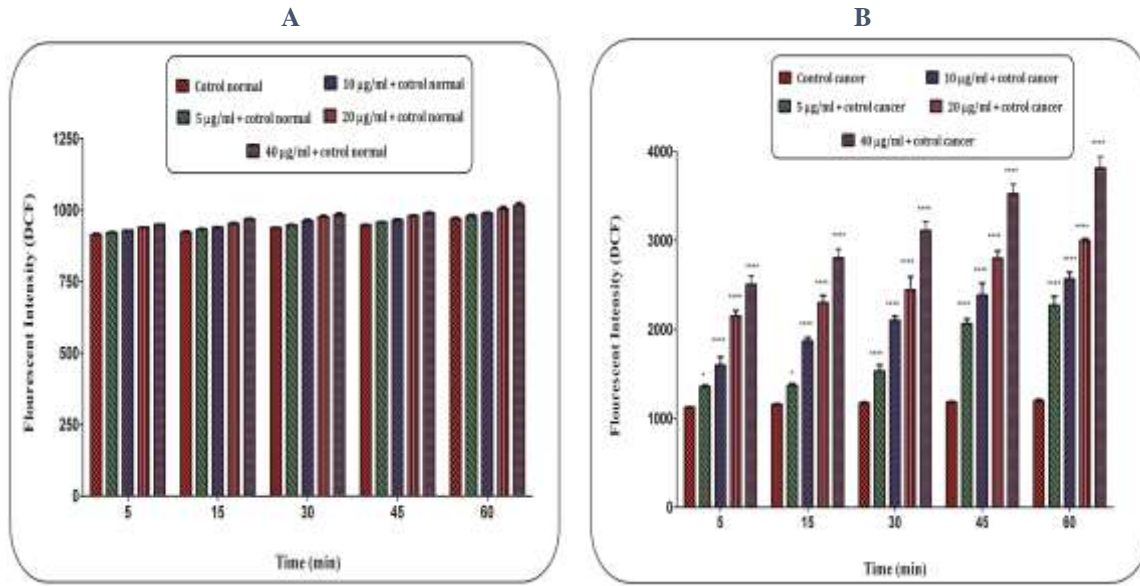 A
Cotrol normal
10 µg/ml + cotrol normal
5 µg/ml + cotrol normal
20 µg/ml + cotrol normal
40 µg/ml + cotrol normal
Flourescent Intensity (DCF)
1250
1000
750
500
250
0
5
15
30
45
60
Time (min)
B
Control cancer
10 µg/ml + cotrol cancer
5 µg/ml + cotrol cancer
20 µg/ml + cotrol cancer
40 µg/ml + cotrol cancer
Flourescent Intensity (DCF)
4000
3000
2000
1000
0
* **** **** ****
* **** **** ****
**** **** **** ****
**** **** **** ****
**** **** **** ****
5
15
30
45
60
Time (min)